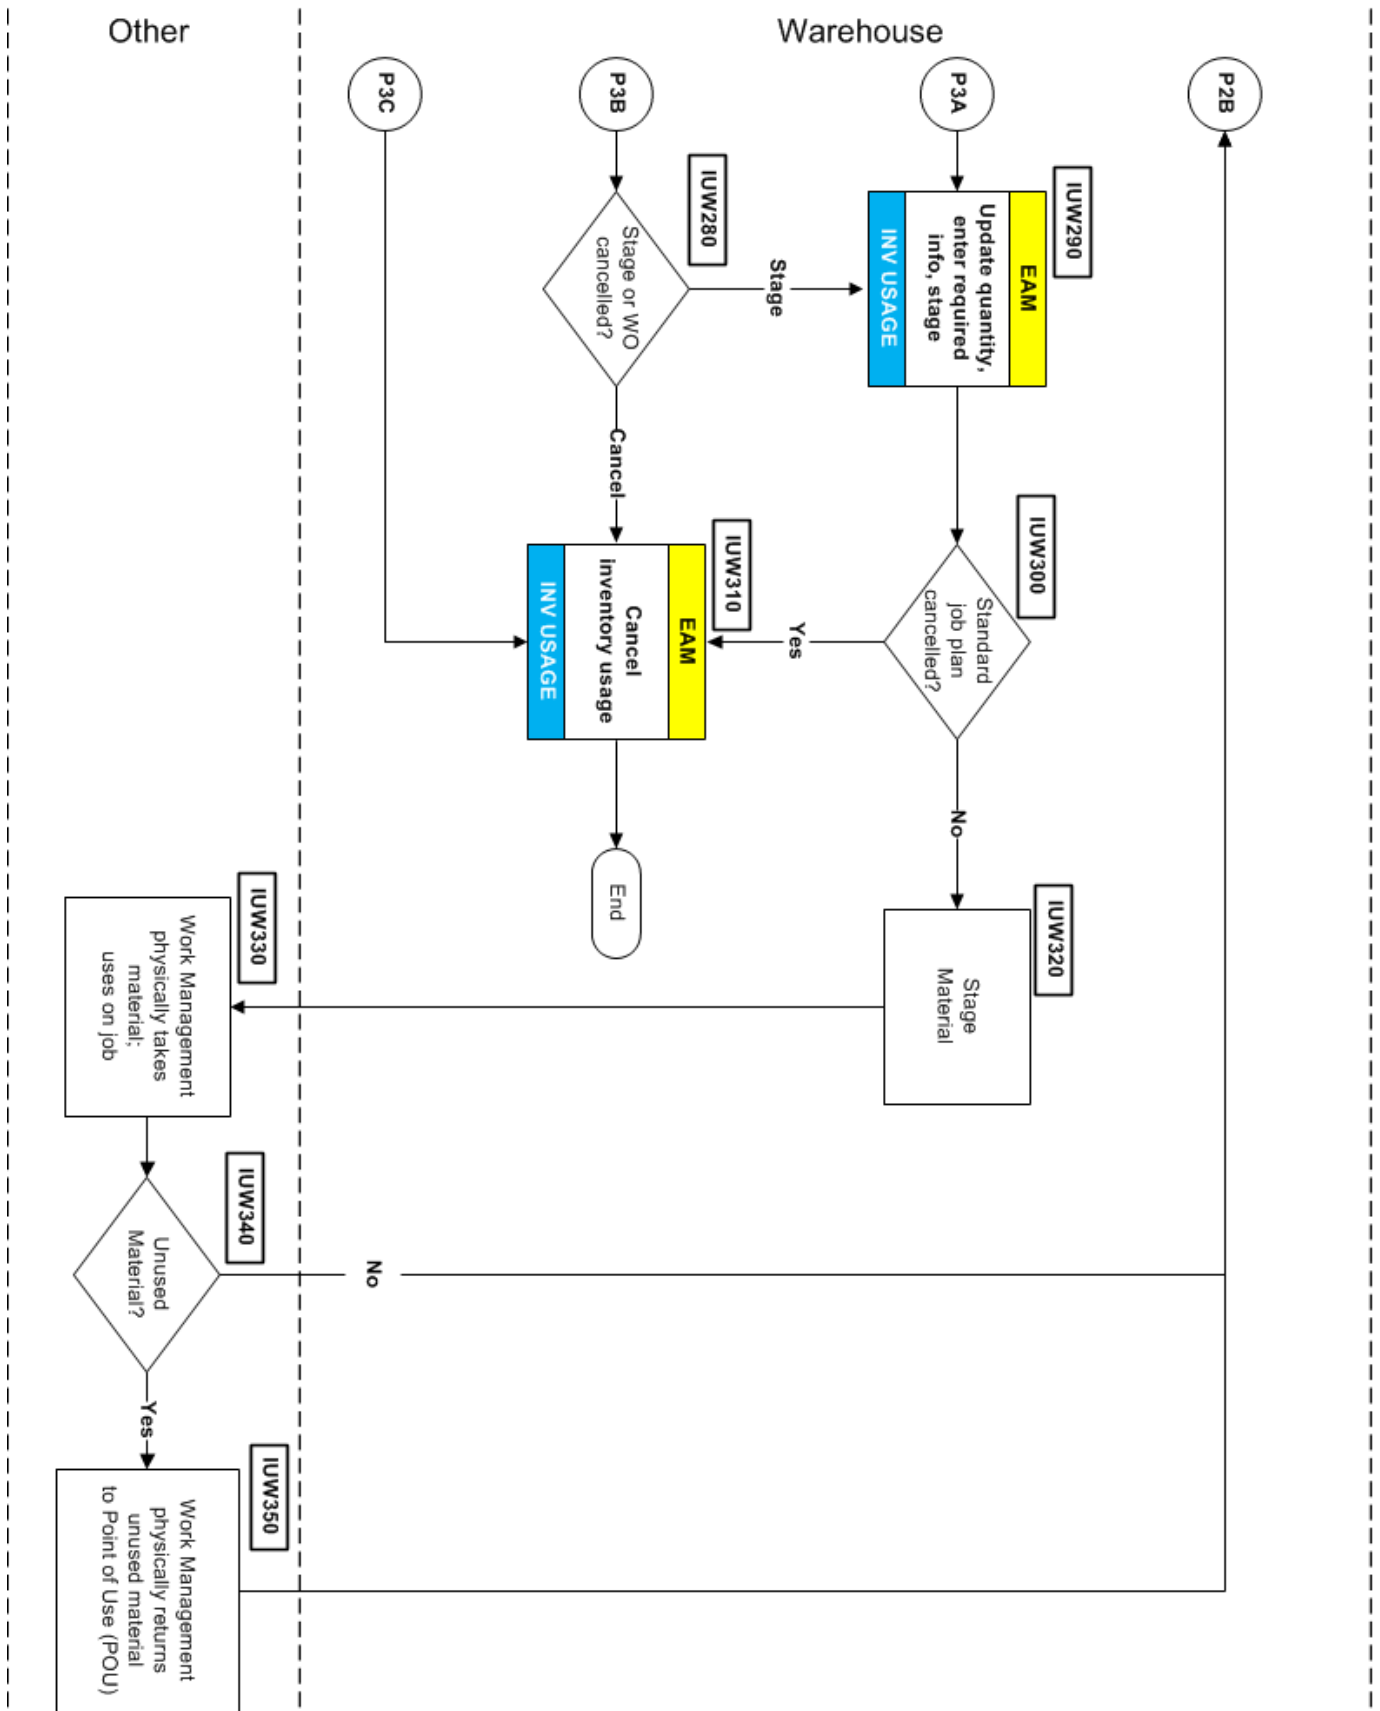 Other
Warehouse
P2B
P3A
IUW290
EAM
Update quantity,
enter required
info, stage
INV USAGE
IUW300
Standard
job plan
cancelled?
No
IUW320
Stage
Material
Stage
Yes
P3B
IUW280
Stage or WO
cancelled?
Cancel
IUW310
EAM
Cancel
inventory usage
INV USAGE
End
P3C
No
IUW330
Work Management
physically takes
material;
uses on job
IUW340
Unused
Material?
Yes
IUW350
Work Management
physically returns
unused material
to Point of Use (POU)